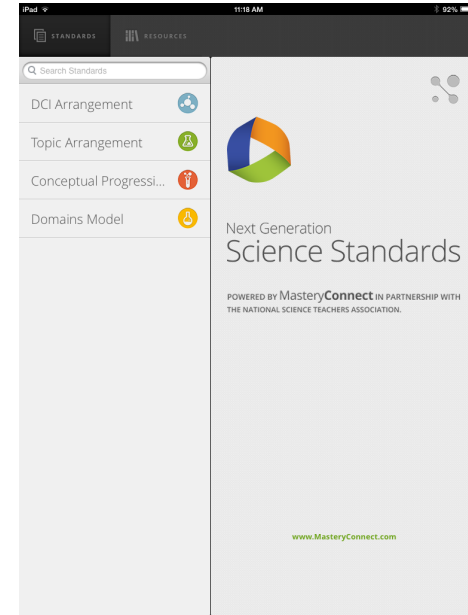 iPad
11:18 AM
92%
STANDARDS
RESOURCES
Search Standards
DCI Arrangement
Topic Arrangement
Conceptual Progressi...
Domains Model
Next Generation
Science Standards
POWERED BY MasteryConnect IN PARTNERSHIP WITH
THE NATIONAL SCIENCE TEACHERS ASSOCIATION.
www.MasteryConnect.com